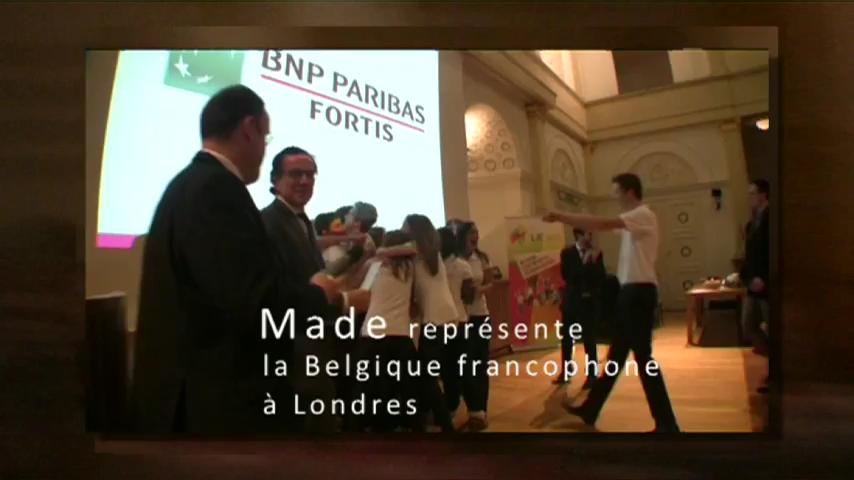 BNP PARIBAS
FORTIS
Made représente
la Belgique francophone
à Londres